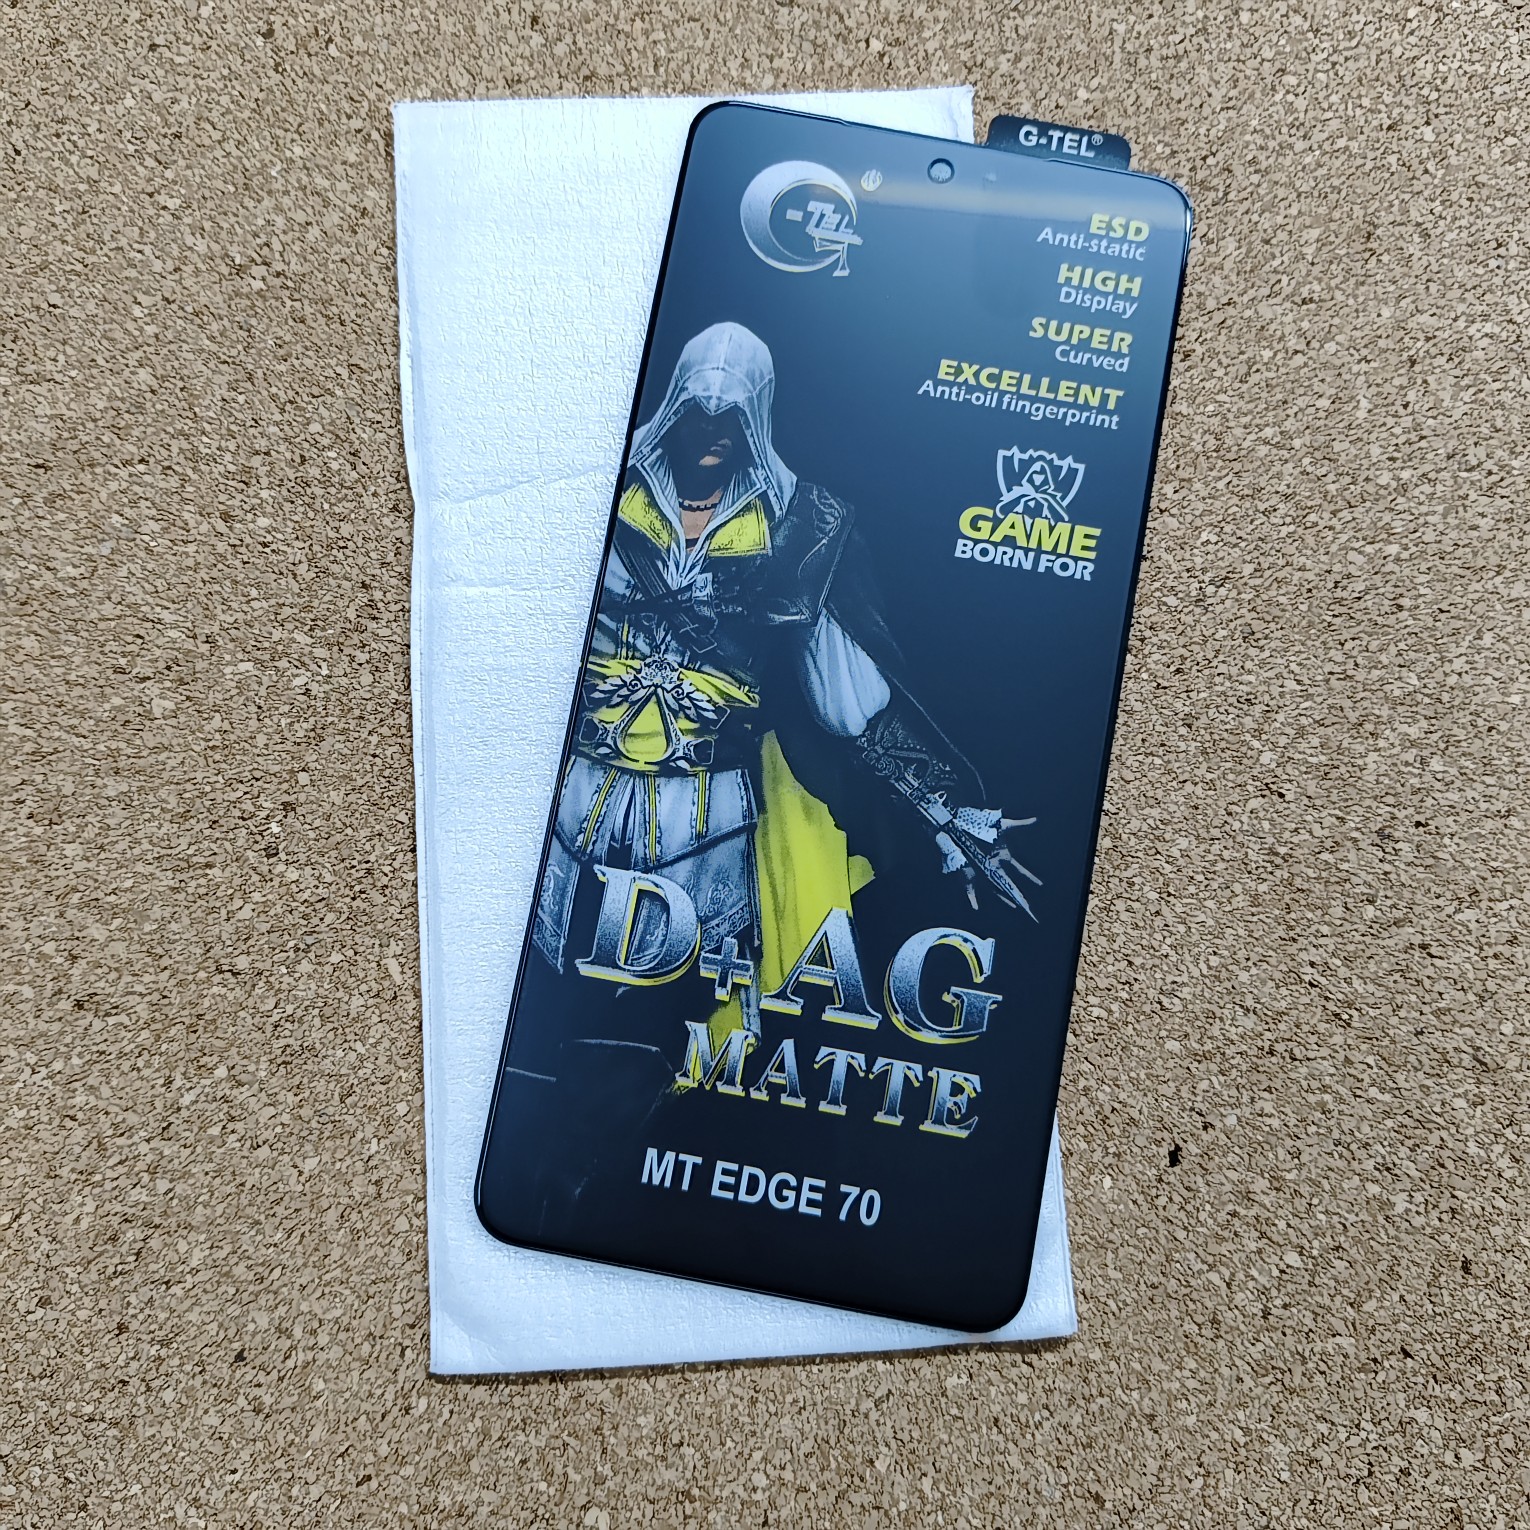 G-TEL®
G-TEL
ESD
Anti-static
HIGH
Display
SUPER
Curved
EXCELLENT
Anti-oil fingerprint
GAME
BORN FOR
D+AG
MATTE
MT EDGE 70